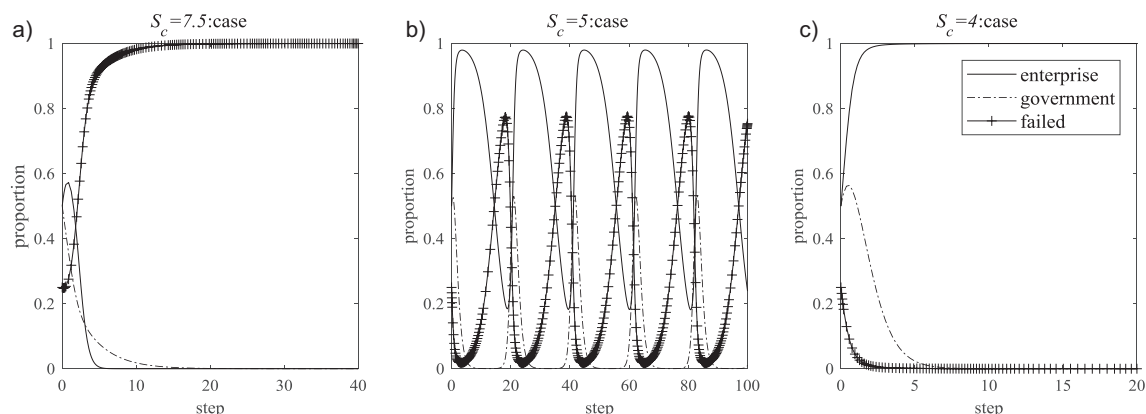 a)
S_c=7.5:case
1
0.8
0.6
0.4
0.2
0
0 10 20 30 40
proportion
step
b)
S_c=5:case
1
0.8
0.6
0.4
0.2
0
0 20 40 60 80 100
proportion
step
c)
S_c=4:case
1
0.8
0.6
0.4
0.2
0
0 5 10 15 20
proportion
step
enterprise
government
failed